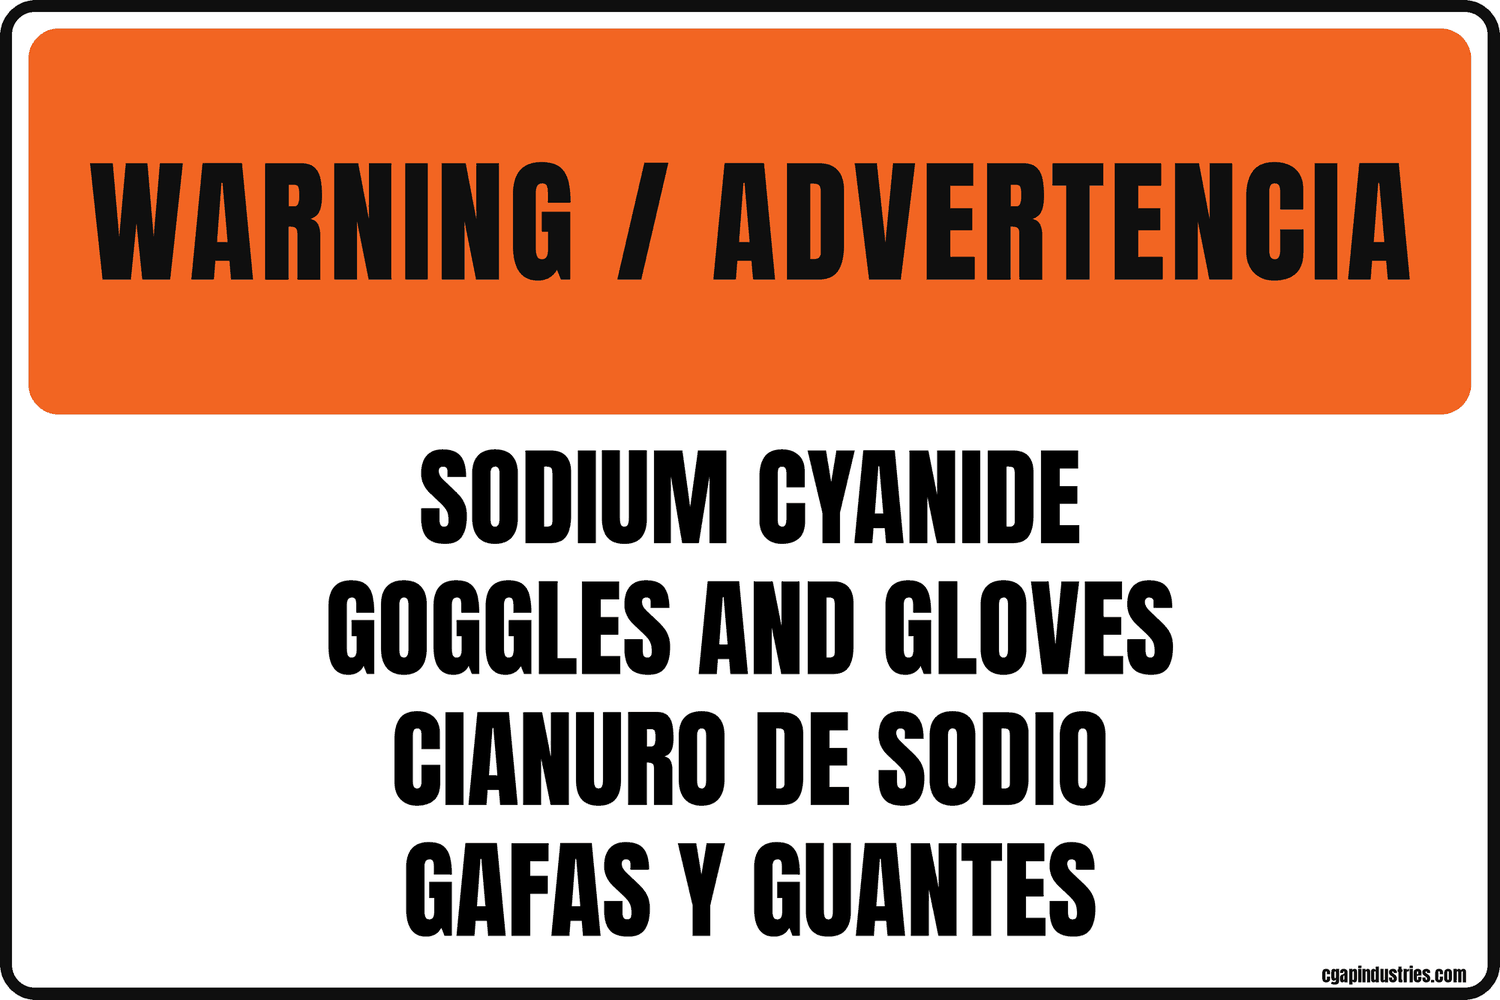 WARNING / ADVERTENCIA
SODIUM CYANIDE
GOGGLES AND GLOVES
CIANURO DE SODIO
GAFAS Y GUANTES
cgapindustries.com